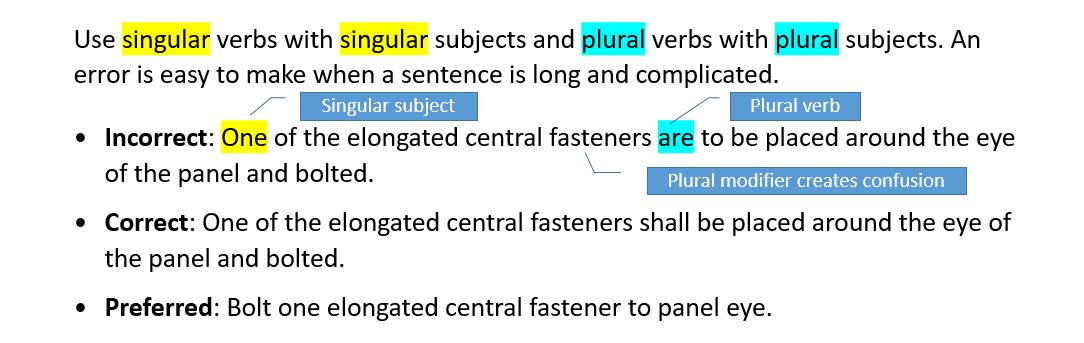 Use singular verbs with singular subjects and plural verbs with plural subjects. An
error is easy to make when a sentence is long and complicated.
Singular subject
Plural verb
• Incorrect: One of the elongated central fasteners are to be placed around the eye
of the panel and bolted.
Plural modifier creates confusion
• Correct: One of the elongated central fasteners shall be placed around the eye of
the panel and bolted.
• Preferred: Bolt one elongated central fastener to panel eye.